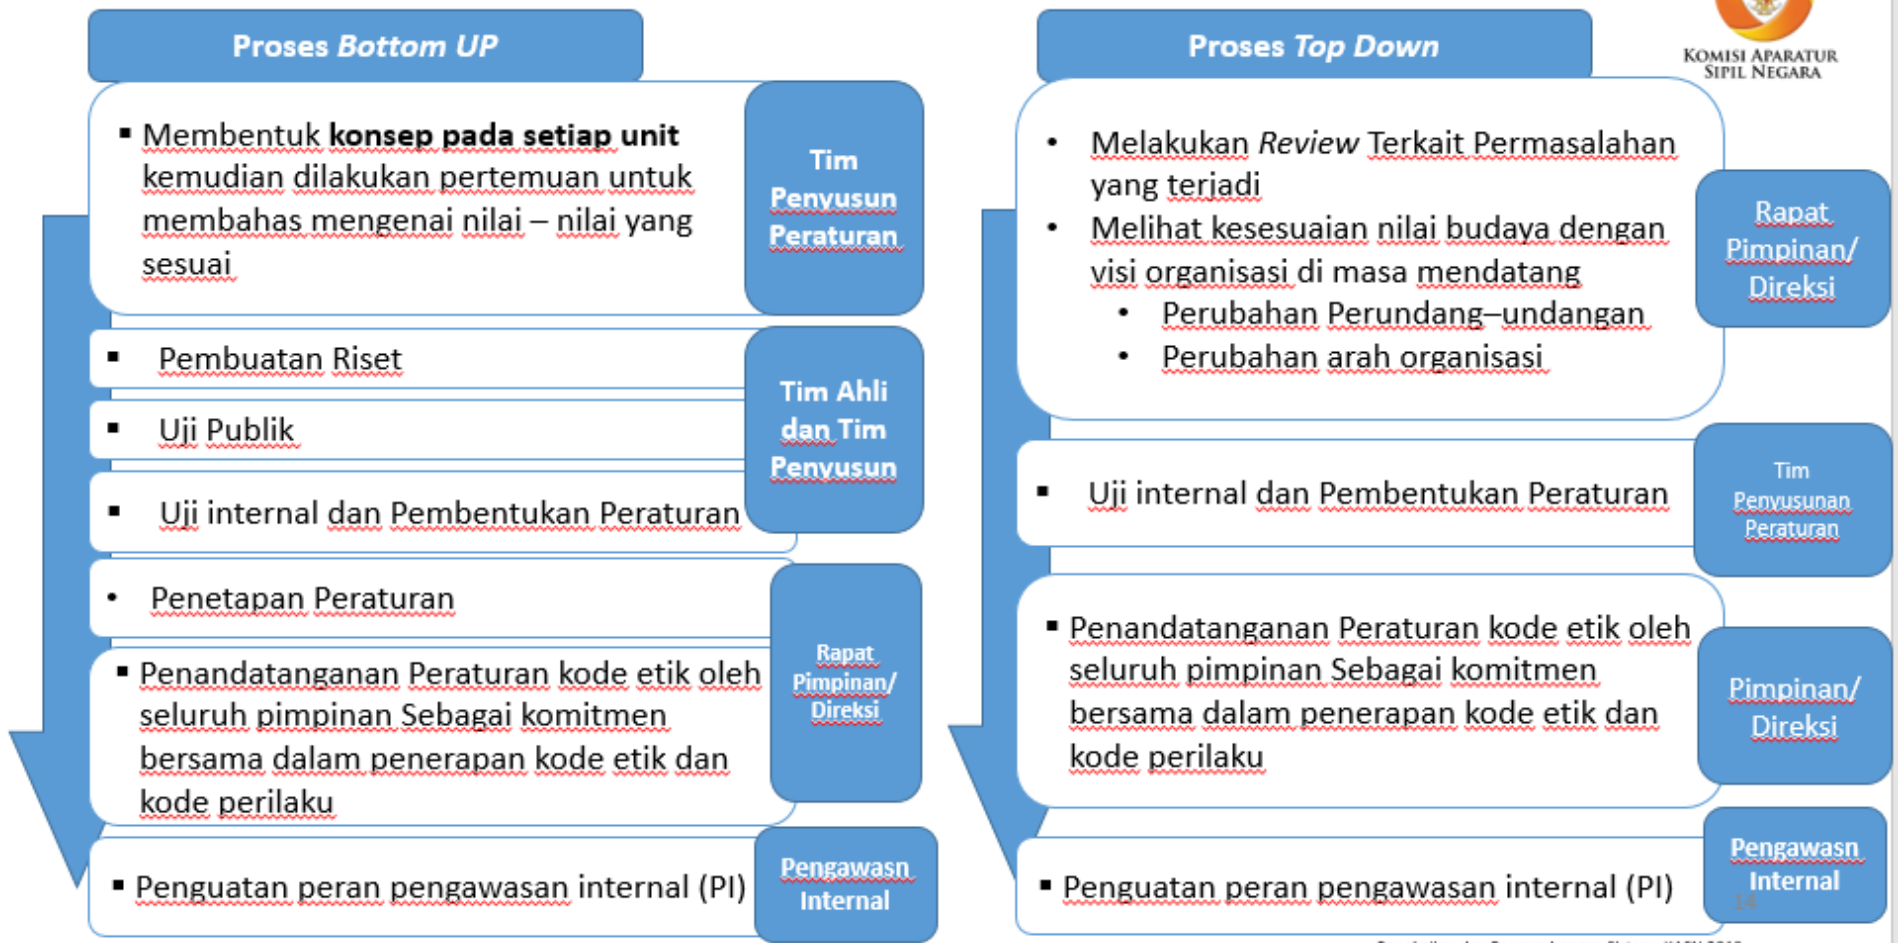 Proses Bottom UP
▪ Membentuk konsep pada setiap unit
kemudian dilakukan pertemuan untuk
membahas mengenai nilai – nilai yang
sesuai
Tim
Penyusun
Peraturan
▪ Pembuatan Riset
▪ Uji Publik
▪ Uji internal dan Pembentukan Peraturan
Tim Ahli
dan Tim
Penyusun
• Penetapan Peraturan
▪ Penandatanganan Peraturan kode etik oleh
seluruh pimpinan Sebagai komitmen
bersama dalam penerapan kode etik dan
kode perilaku
Rapat
Pimpinan/
Direksi
▪ Penguatan peran pengawasan internal (PI)
Pengawasn
Internal
Proses Top Down
KOMISI APARATUR
SIPIL NEGARA
• Melakukan Review Terkait Permasalahan
yang terjadi
• Melihat kesesuaian nilai budaya dengan
visi organisasi di masa mendatang
• Perubahan Perundang–undangan
• Perubahan arah organisasi
Rapat
Pimpinan/
Direksi
▪ Uji internal dan Pembentukan Peraturan
Tim
Penyusunan
Peraturan
▪ Penandatanganan Peraturan kode etik oleh
seluruh pimpinan Sebagai komitmen
bersama dalam penerapan kode etik dan
kode perilaku
Pimpinan/
Direksi
▪ Penguatan peran pengawasan internal (PI)
Pengawasn
Internal
14